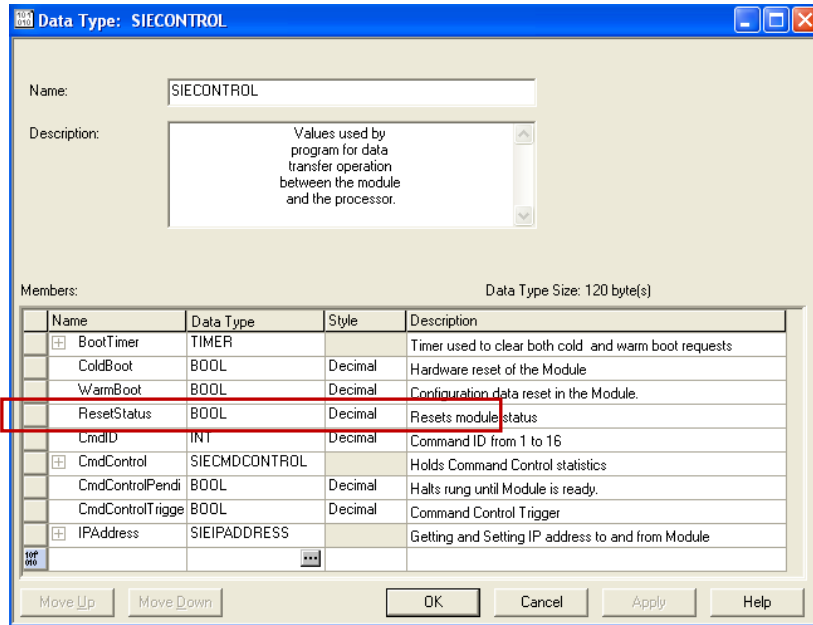 Data Type: SIECONTROL
Name: SIECONTROL
Description: Values used by
program for data
transfer operation
between the module
and the processor.
Members: Data Type Size: 120 byte(s)
Name Data Type Style Description
BootTimer TIMER Timer used to clear both cold and warm boot requests
ColdBoot BOOL Decimal Hardware reset of the Module
WarmBoot BOOL Decimal Configuration data reset in the Module.
ResetStatus BOOL Decimal Resets module status
CmdID INT Decimal Command ID from 1 to 16
CmdControl SIECMDCONTROL Holds Command Control statistics
CmdControlPendi BOOL Decimal Halts rung until Module is ready.
CmdControlTrigge BOOL Decimal Command Control Trigger
IPAddress SIEIPADDRESS Getting and Setting IP address to and from Module
...
Move Up Move Down OK Cancel Apply Help